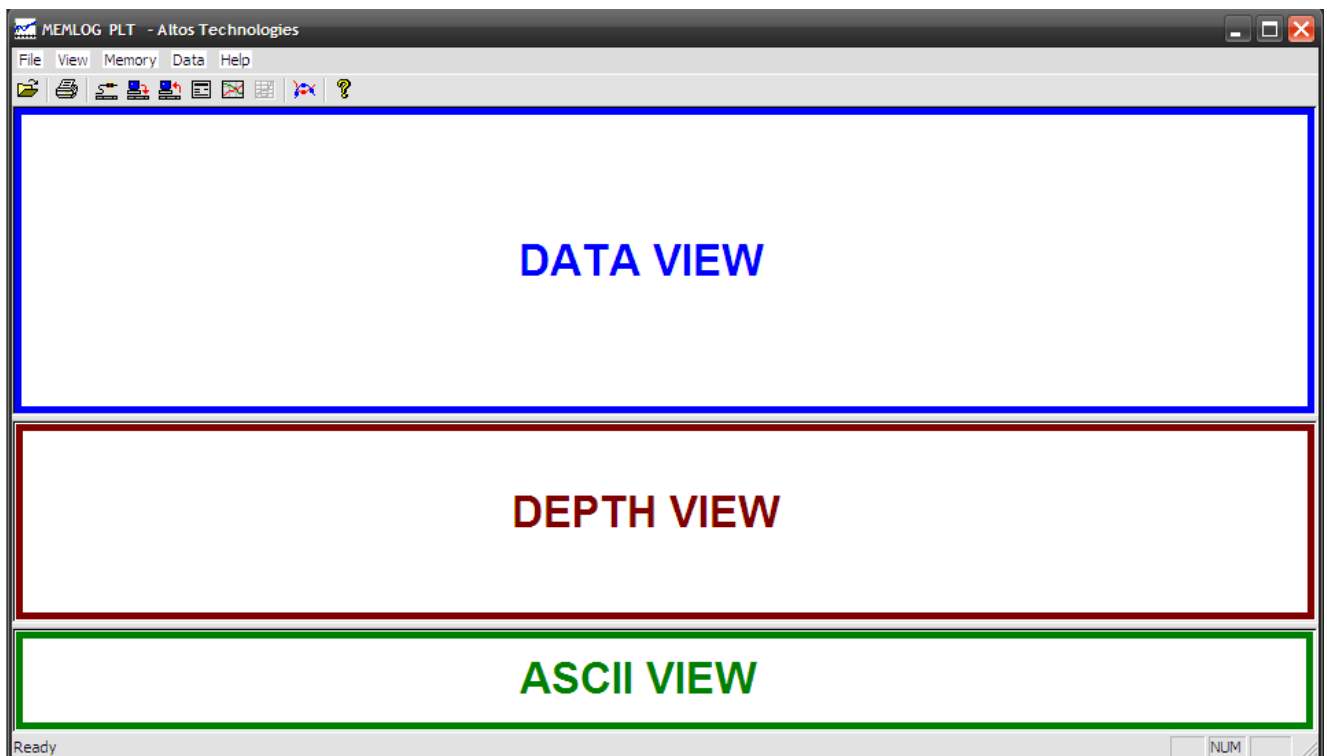 MEMLOG PLT - Altos Technologies
File View Memory Data Help
DATA VIEW
DEPTH VIEW
ASCII VIEW
Ready NUM